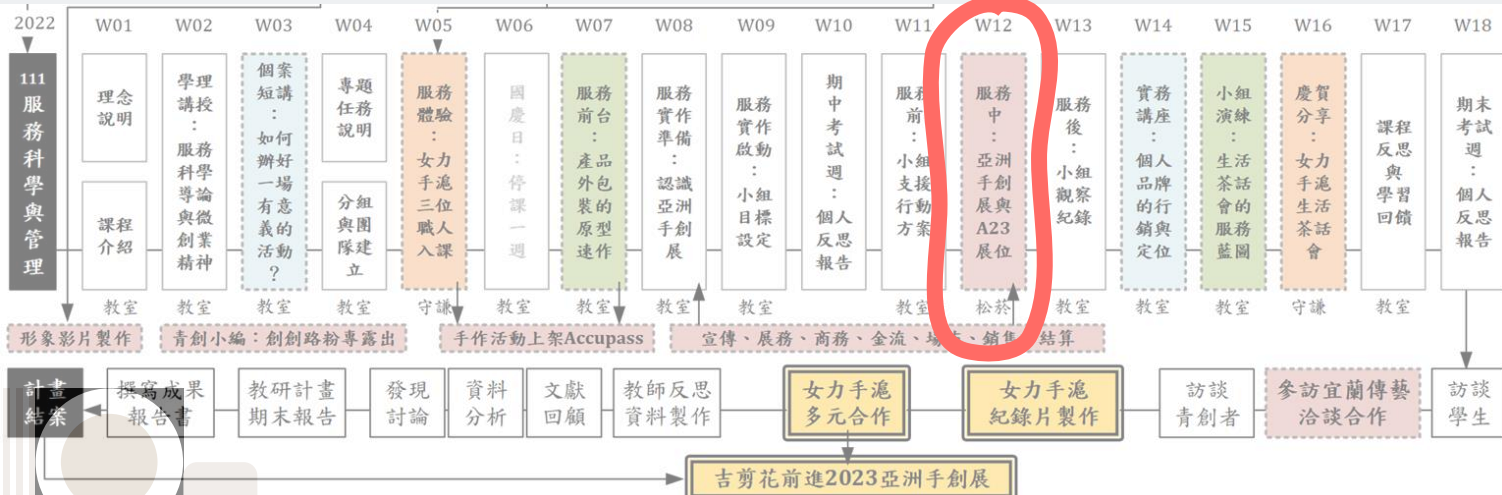 2022 W01 W02 W03 W04 W05 W06 W07 W08 W09 W10 W11 W12 W13 W14 W15 W16 W17 W18
111
服務科學與管理
理念
說明
課程
介紹
學理
講授
:
服務
科學
導論
與微
創業
精神
個案
短講
:
如何
辦好
一場
有意
義的
活動
?
專題
任務
說明
分組
與團
隊建
立
服務
體驗
:
女力
手滬
三位
職人
入課
國
慶
日
:
停
課
一
週
服務
前台
:
產品
外包
裝的
原型
速作
服務
實作
準備
:
認識
亞洲
手創
展
服務
實作
啟動
:
小組
目標
設定
期
中
考
試
週
:
個人
反思
報告
服務
前
:
小組
支援
行動
方案
服務
中
:
亞洲
手創
展與
A23
展位
服務
後
:
小組
觀察
紀錄
實務
講座
:
個人
品牌
的行
銷與
定位
小組
演練
:
生活
茶話
會的
服務
藍圖
慶賀
分享
:
女力
手滬
生活
茶話
會
課程
反思
與
學習
回饋
期末
考試
週:
個人
反思
報告
教室 教室 教室 教室 守謙 教室 教室 教室 教室 教室 松菸 教室 教室 教室 守謙 教室
形象影片製作 青創小編:創創路粉專露出 手作活動上架Accupass 宣傳、展務、商務、金流、場 、銷售 結算
計畫
結案
撰寫成果
報告書
教研計畫
期末報告
發現
討論
資料
分析
文獻
回顧
教師反思
資料製作
女力手滬
多元合作
女力手滬
紀錄片製作
訪談
青創者
參訪宜蘭傳藝
洽談合作
訪談
學生
吉剪花前進2023亞洲手創展